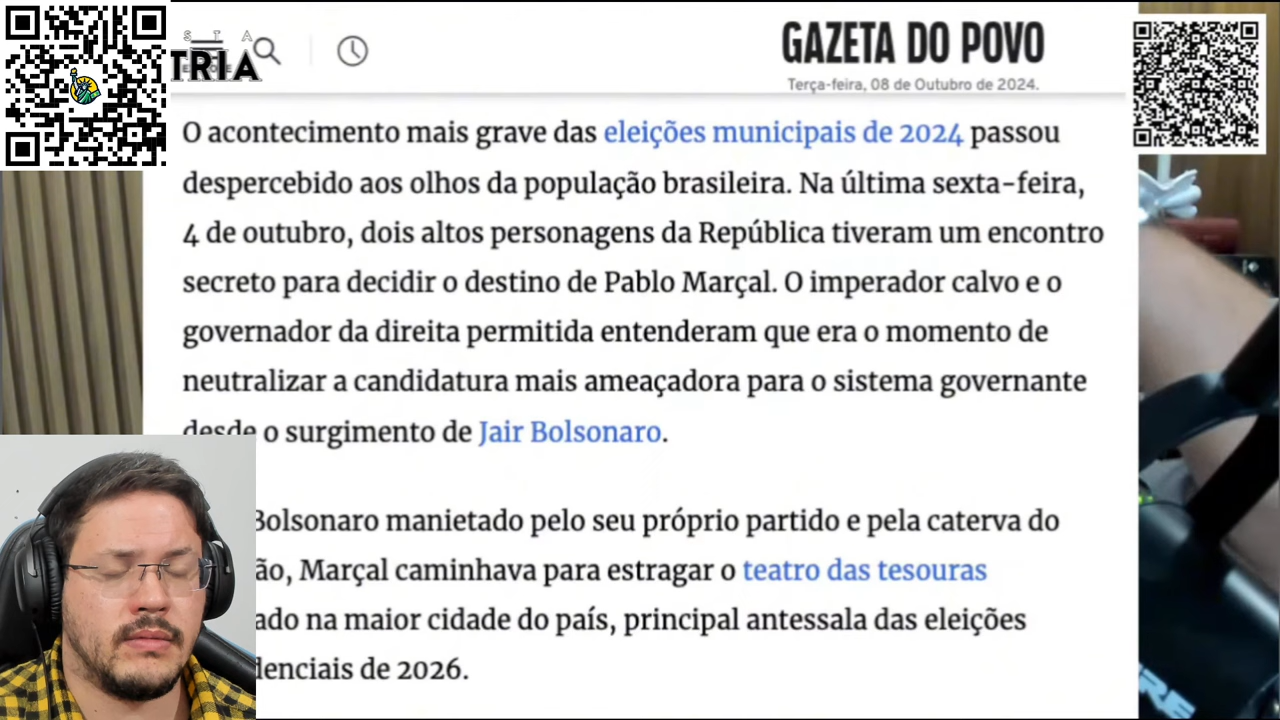 S T A
TRIA
GAZETA DO POVO
Terça-feira, 08 de Outubro de 2024.
O acontecimento mais grave das eleições municipais de 2024 passou
despercebido aos olhos da população brasileira. Na última sexta-feira,
4 de outubro, dois altos personagens da República tiveram um encontro
secreto para decidir o destino de Pablo Marçal. O imperador calvo e o
governador da direita permitida entenderam que era o momento de
neutralizar a candidatura mais ameaçadora para o sistema governante
desde o surgimento de Jair Bolsonaro.
Bolsonaro manietado pelo seu próprio partido e pela caterva do
ão, Marçal caminhava para estragar o teatro das tesouras
ado na maior cidade do país, principal antessala das eleições
denciais de 2026.